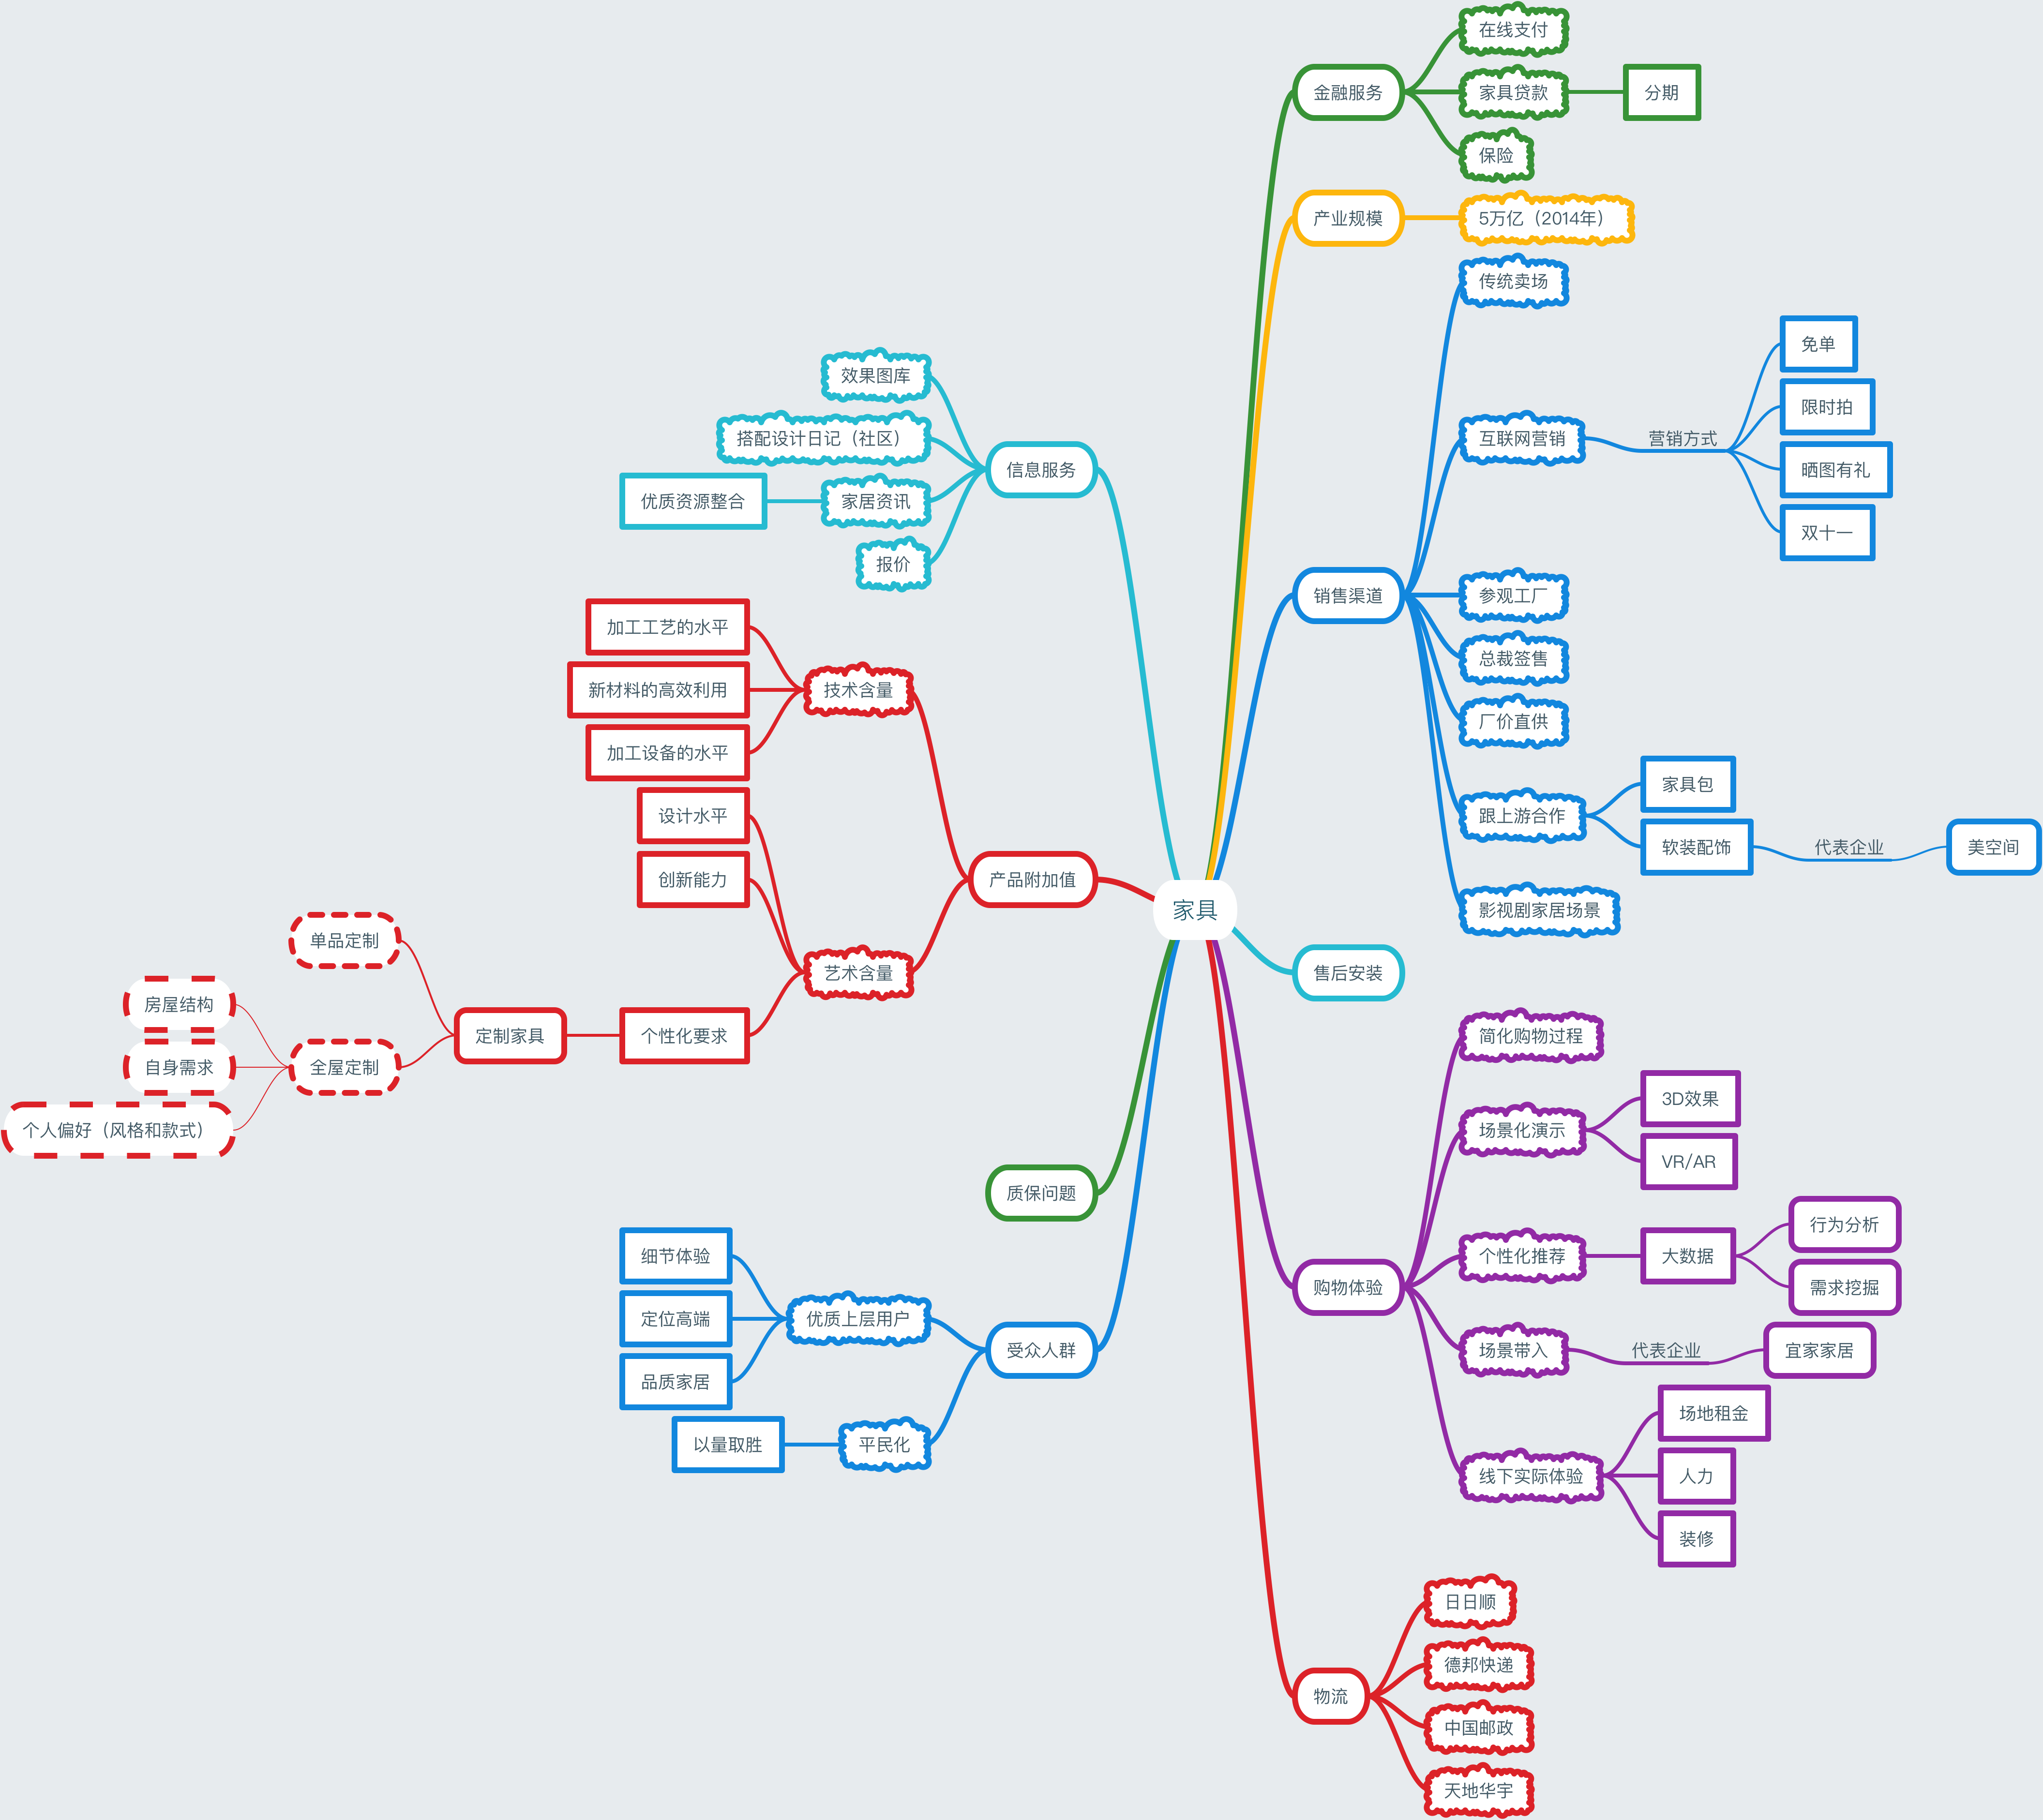 家具
金融服务
在线支付
家具贷款
分期
保险
产业规模
5万亿（2014年）
销售渠道
传统卖场
互联网营销
营销方式
免单
限时拍
晒图有礼
双十一
参观工厂
总裁签售
厂价直供
跟上游合作
家具包
软装配饰
代表企业
美空间
影视剧家居场景
售后安装
购物体验
简化购物过程
场景化演示
3D效果
VR/AR
个性化推荐
大数据
行为分析
需求挖掘
场景带入
代表企业
宜家家居
线下实际体验
场地租金
人力
装修
物流
日日顺
德邦快递
中国邮政
天地华宇
信息服务
效果图库
搭配设计日记（社区）
家居资讯
优质资源整合
报价
产品附加值
技术含量
加工工艺的水平
新材料的高效利用
加工设备的水平
艺术含量
设计水平
创新能力
个性化要求
定制家具
单品定制
全屋定制
房屋结构
自身需求
个人偏好（风格和款式）
质保问题
受众人群
优质上层用户
细节体验
定位高端
品质家居
平民化
以量取胜